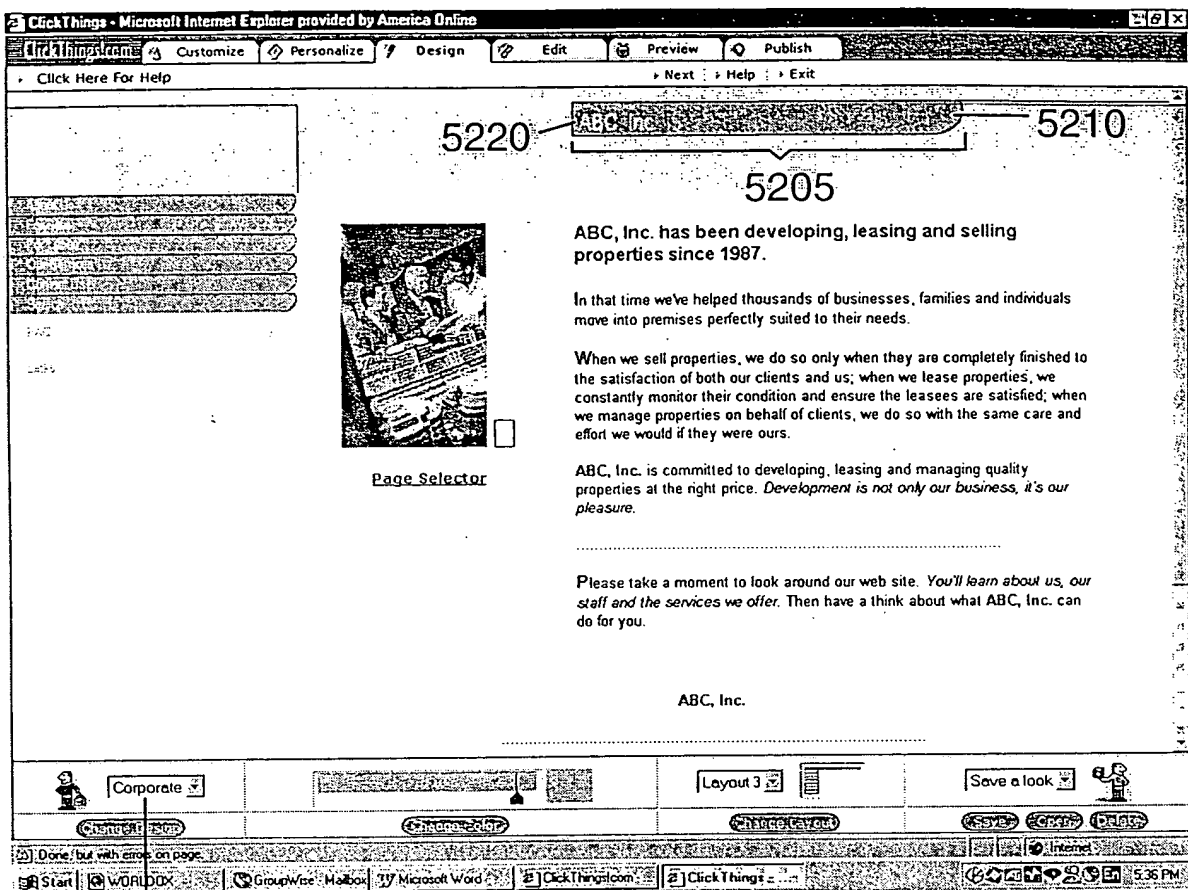 ClickThings - Microsoft Internet Explorer provided by America Online
ClickThings.com Customize Personalize Design Edit Preview Publish
Click Here For Help Next Help Exit
5220 ABC, Inc. 5210
5205
ABC, Inc. has been developing, leasing and selling
properties since 1987.
In that time we've helped thousands of businesses, families and individuals
move into premises perfectly suited to their needs.
When we sell properties, we do so only when they are completely finished to
the satisfaction of both our clients and us; when we lease properties, we
constantly monitor their condition and ensure the leasees are satisfied; when
we manage properties on behalf of clients, we do so with the same care and
effort we would if they were ours.
Page Selector
ABC, Inc. is committed to developing, leasing and managing quality
properties at the right price. Development is not only our business, it's our
pleasure.
Please take a moment to look around our web site. You'll learn about us, our
staff and the services we offer. Then have a think about what ABC, Inc. can
do for you.
ABC, Inc.
Corporate Layout 3 Save a look
Change Design Change Color Change Layout Save Open Delete
Done, but with errors on page. Internet
Start WORLDOX GroupWise - Mailbox Microsoft Word ClickThings.com ClickThings - 5:36 PM